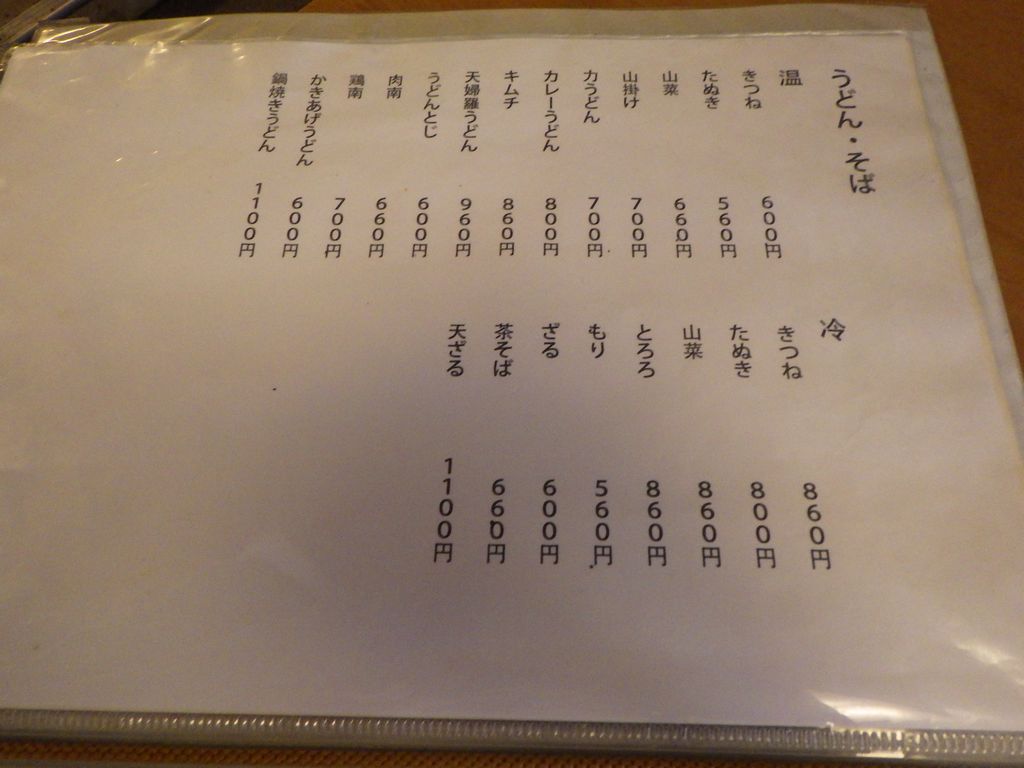 うどん・そば
温
きつね 600円
たぬき 560円
山菜 660円
山掛け 700円
力うどん 700円
カレーうどん 800円
キムチ 860円
天婦羅うどん 960円
うどんとじ 600円
肉南 660円
鶏南 700円
かきあげうどん 600円
鍋焼きうどん 1100円
冷
きつね 860円
たぬき 800円
山菜 860円
とろろ 860円
もり 560円
ざる 600円
茶そば 660円
天ざる 1100円